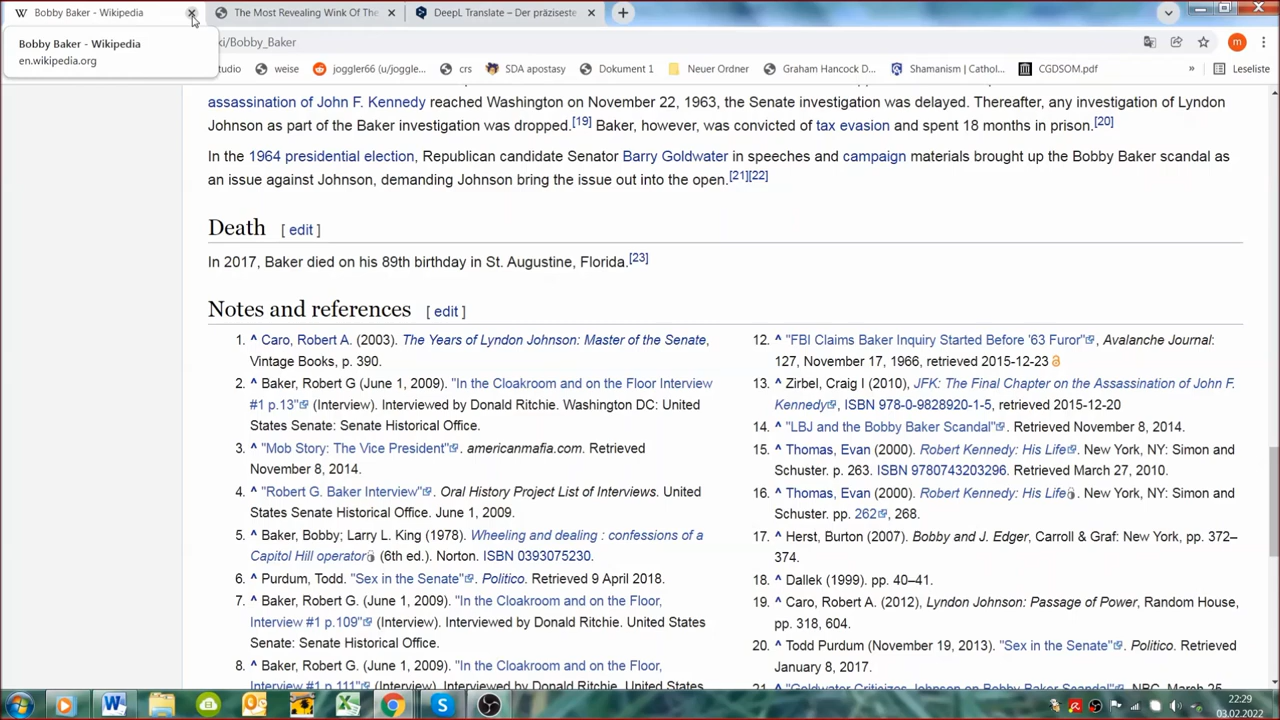 Bobby Baker - Wikipedia
The Most Revealing Wink Of The
DeepL Translate – Der präziseste
Bobby Baker - Wikipedia
en.wikipedia.org
ki/Bobby_Baker
tudio
weise
joggler66 (u/joggle...
crs
SDA apostasy
Dokument 1
Neuer Ordner
Graham Hancock D...
Shamanism | Cathol...
CGDSOM.pdf
»
Leseliste
assassination of John F. Kennedy reached Washington on November 22, 1963, the Senate investigation was delayed. Thereafter, any investigation of Lyndon
Johnson as part of the Baker investigation was dropped.[19] Baker, however, was convicted of tax evasion and spent 18 months in prison.[20]
In the 1964 presidential election, Republican candidate Senator Barry Goldwater in speeches and campaign materials brought up the Bobby Baker scandal as
an issue against Johnson, demanding Johnson bring the issue out into the open.[21][22]
Death [ edit ]
In 2017, Baker died on his 89th birthday in St. Augustine, Florida.[23]
Notes and references [ edit ]
1. ^ Caro, Robert A. (2003). The Years of Lyndon Johnson: Master of the Senate,
Vintage Books, p. 390.
2. ^ Baker, Robert G (June 1, 2009). "In the Cloakroom and on the Floor Interview
#1 p.13" (Interview). Interviewed by Donald Ritchie. Washington DC: United
States Senate: Senate Historical Office.
3. ^ "Mob Story: The Vice President". americanmafia.com. Retrieved
November 8, 2014.
4. ^ "Robert G. Baker Interview". Oral History Project List of Interviews. United
States Senate Historical Office. June 1, 2009.
5. ^ Baker, Bobby; Larry L. King (1978). Wheeling and dealing : confessions of a
Capitol Hill operator (6th ed.). Norton. ISBN 0393075230.
6. ^ Purdum, Todd. "Sex in the Senate". Politico. Retrieved 9 April 2018.
7. ^ Baker, Robert G. (June 1, 2009). "In the Cloakroom and on the Floor,
Interview #1 p.109" (Interview). Interviewed by Donald Ritchie. United States
Senate: Senate Historical Office.
8. ^ Baker, Robert G. (June 1, 2009). "In the Cloakroom and on the Floor,
Interview #1 p.111" (Interview). Interviewed by Donald Ritchie. United States
12. ^ "FBI Claims Baker Inquiry Started Before '63 Furor", Avalanche Journal:
127, November 17, 1966, retrieved 2015-12-23
13. ^ Zirbel, Craig I (2010), JFK: The Final Chapter on the Assassination of John F.
Kennedy, ISBN 978-0-9828920-1-5, retrieved 2015-12-20
14. ^ "LBJ and the Bobby Baker Scandal". Retrieved November 8, 2014.
15. ^ Thomas, Evan (2000). Robert Kennedy: His Life. New York, NY: Simon and
Schuster. p. 263. ISBN 9780743203296. Retrieved March 27, 2010.
16. ^ Thomas, Evan (2000). Robert Kennedy: His Life. New York, NY: Simon and
Schuster. pp. 262, 268.
17. ^ Herst, Burton (2007). Bobby and J. Edger, Carroll & Graf: New York, pp. 372–
374.
18. ^ Dallek (1999). pp. 40–41.
19. ^ Caro, Robert A. (2012), Lyndon Johnson: Passage of Power, Random House,
pp. 318, 604.
20. ^ Todd Purdum (November 19, 2013). "Sex in the Senate". Politico. Retrieved
January 8, 2017.
21. ^ "Goldwater Criticizes Johnson on Bobby Baker Scandal". NBC. March 25,
22:29
03.02.2022